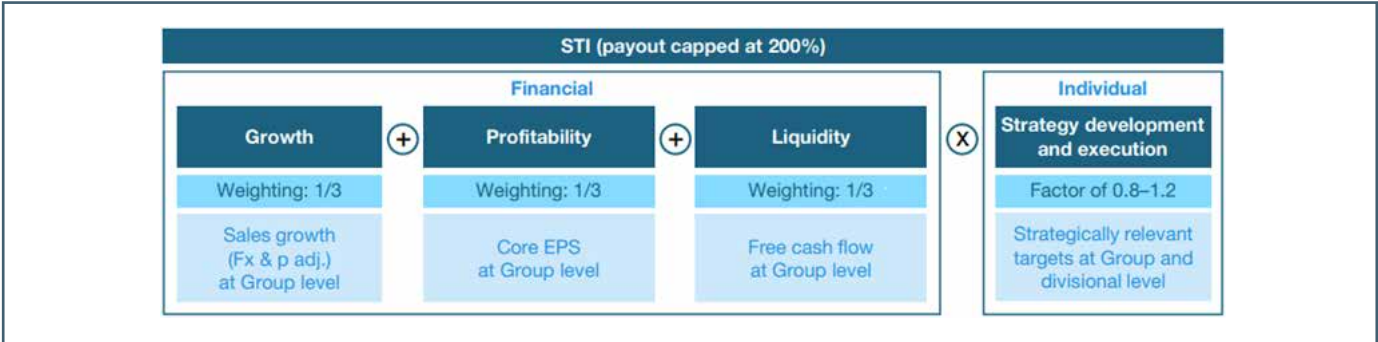 STI (payout capped at 200%)
Financial
Individual
Growth
+
Profitability
+
Liquidity
X
Strategy development
and execution
Weighting: 1/3
Weighting: 1/3
Weighting: 1/3
Factor of 0.8–1.2
Sales growth
(Fx & p adj.)
at Group level
Core EPS
at Group level
Free cash flow
at Group level
Strategically relevant
targets at Group and
divisional level